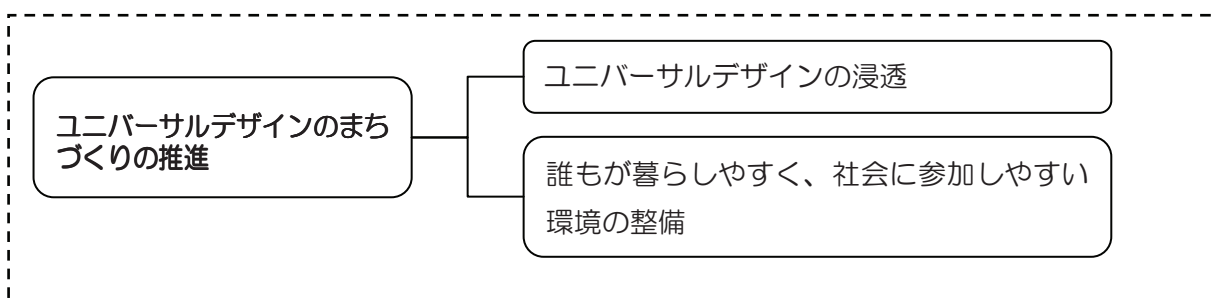 ユニバーサルデザインのまち
づくりの推進
ユニバーサルデザインの浸透
誰もが暮らしやすく、社会に参加しやすい
環境の整備